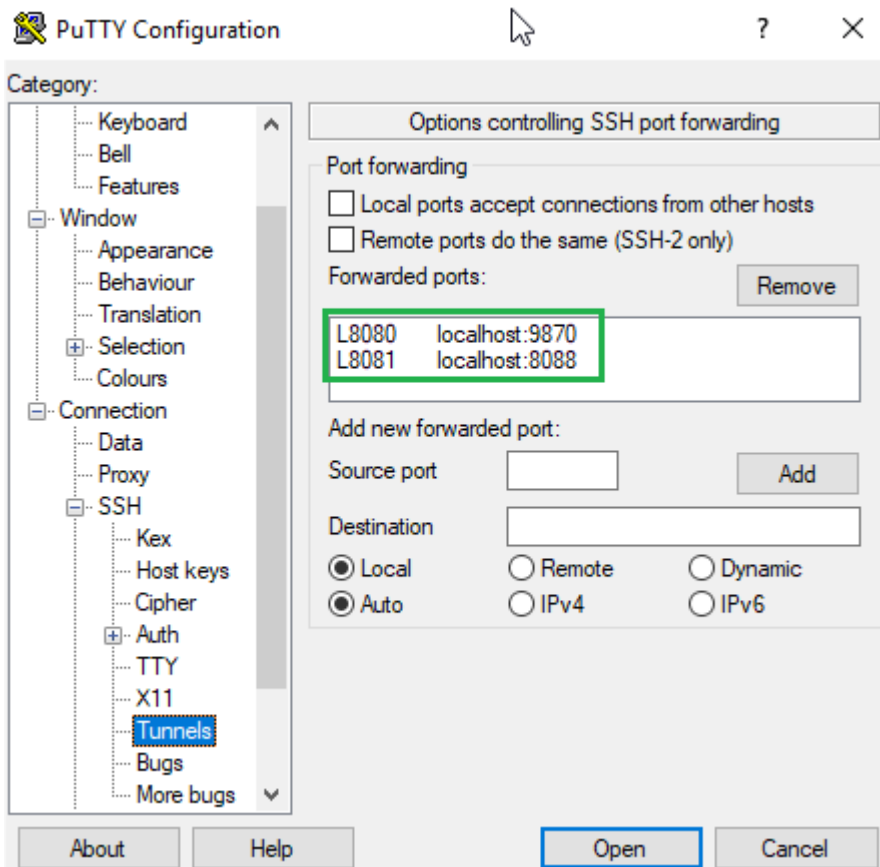 PuTTY Configuration
?
Category:
Keyboard
Bell
Features
Window
Appearance
Behaviour
Translation
Selection
Colours
Connection
Data
Proxy
SSH
Kex
Host keys
Cipher
Auth
TTY
X11
Tunnels
Bugs
More bugs
Options controlling SSH port forwarding
Port forwarding
Local ports accept connections from other hosts
Remote ports do the same (SSH-2 only)
Forwarded ports:
Remove
L8080 localhost:9870
L8081 localhost:8088
Add new forwarded port:
Source port
Add
Destination
Local Remote Dynamic
Auto IPv4 IPv6
About Help Open Cancel